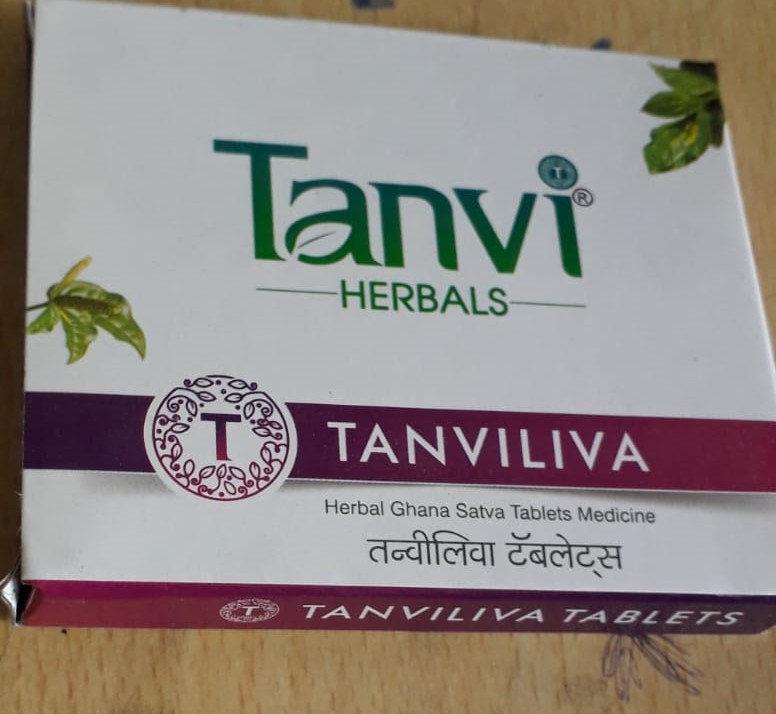 Tanvi®
HERBALS
T
TANVILIVA
Herbal Ghana Satva Tablets Medicine
तन्वीलिवा टॅबलेट्स
T TANVILIVA TABLETS